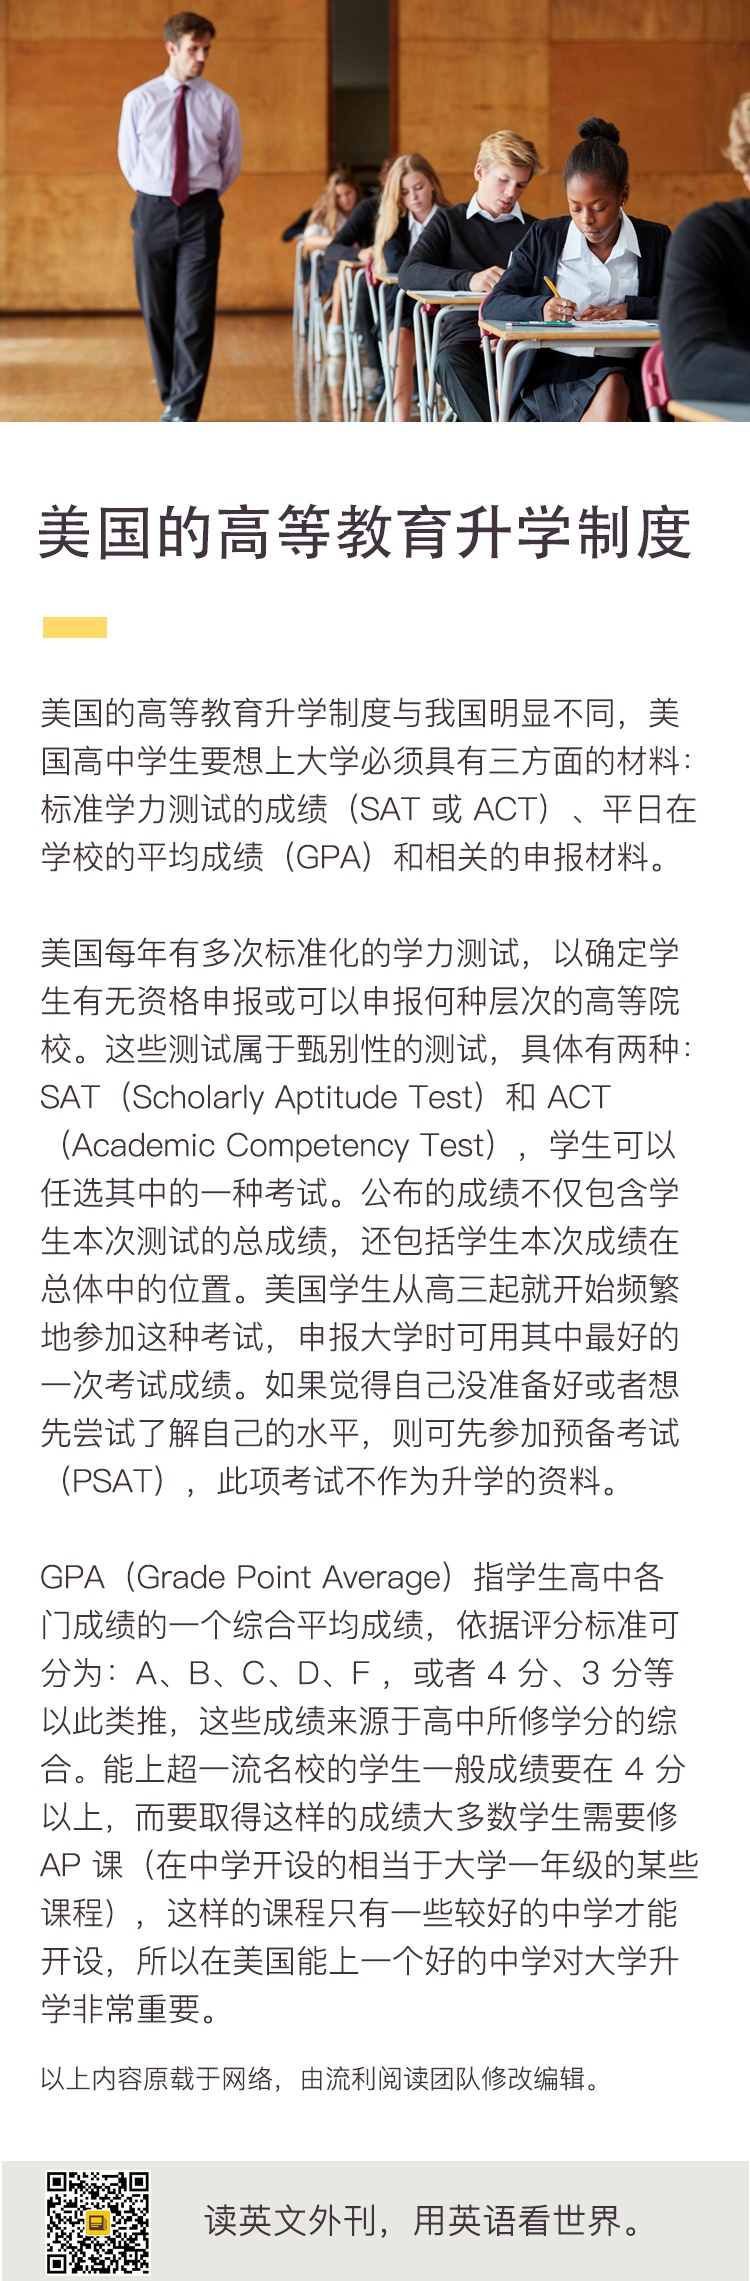 美国的高等教育升学制度
美国的高等教育升学制度与我国明显不同，美
国高中学生要想上大学必须具有三方面的材料：
标准学力测试的成绩（SAT 或 ACT）、平日在
学校的平均成绩（GPA）和相关的申报材料。
美国每年有多次标准化的学力测试，以确定学
生有无资格申报或可以申报何种层次的高等院
校。这些测试属于甄别性的测试，具体有两种：
SAT（Scholarly Aptitude Test）和 ACT
（Academic Competency Test），学生可以
任选其中的一种考试。公布的成绩不仅包含学
生本次测试的总成绩，还包括学生本次成绩在
总体中的位置。美国学生从高三起就开始频繁
地参加这种考试，申报大学时可用其中最好的
一次考试成绩。如果觉得自己没准备好或者想
先尝试了解自己的水平，则可先参加预备考试
（PSAT），此项考试不作为升学的资料。
GPA（Grade Point Average）指学生高中各
门成绩的一个综合平均成绩，依据评分标准可
分为：A、B、C、D、F，或者 4 分、3 分等
以此类推，这些成绩来源于高中所修学分的综
合。能上超一流名校的学生一般成绩要在 4 分
以上，而要取得这样的成绩大多数学生需要修
AP 课（在中学开设的相当于大学一年级的某些
课程），这样的课程只有一些较好的中学才能
开设，所以在美国能上一个好的中学对大学升
学非常重要。
以上内容原载于网络，由流利阅读团队修改编辑。
读英文外刊，用英语看世界。